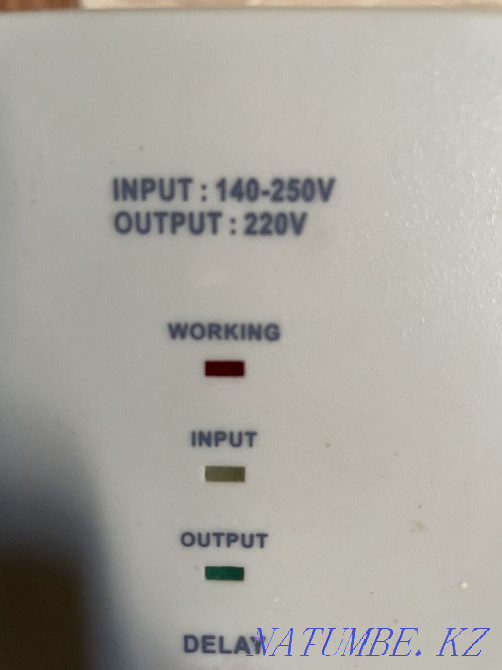 INPUT : 140-250V
OUTPUT : 220V
WORKING
INPUT
OUTPUT
DELAY
NATUMBE. KZ